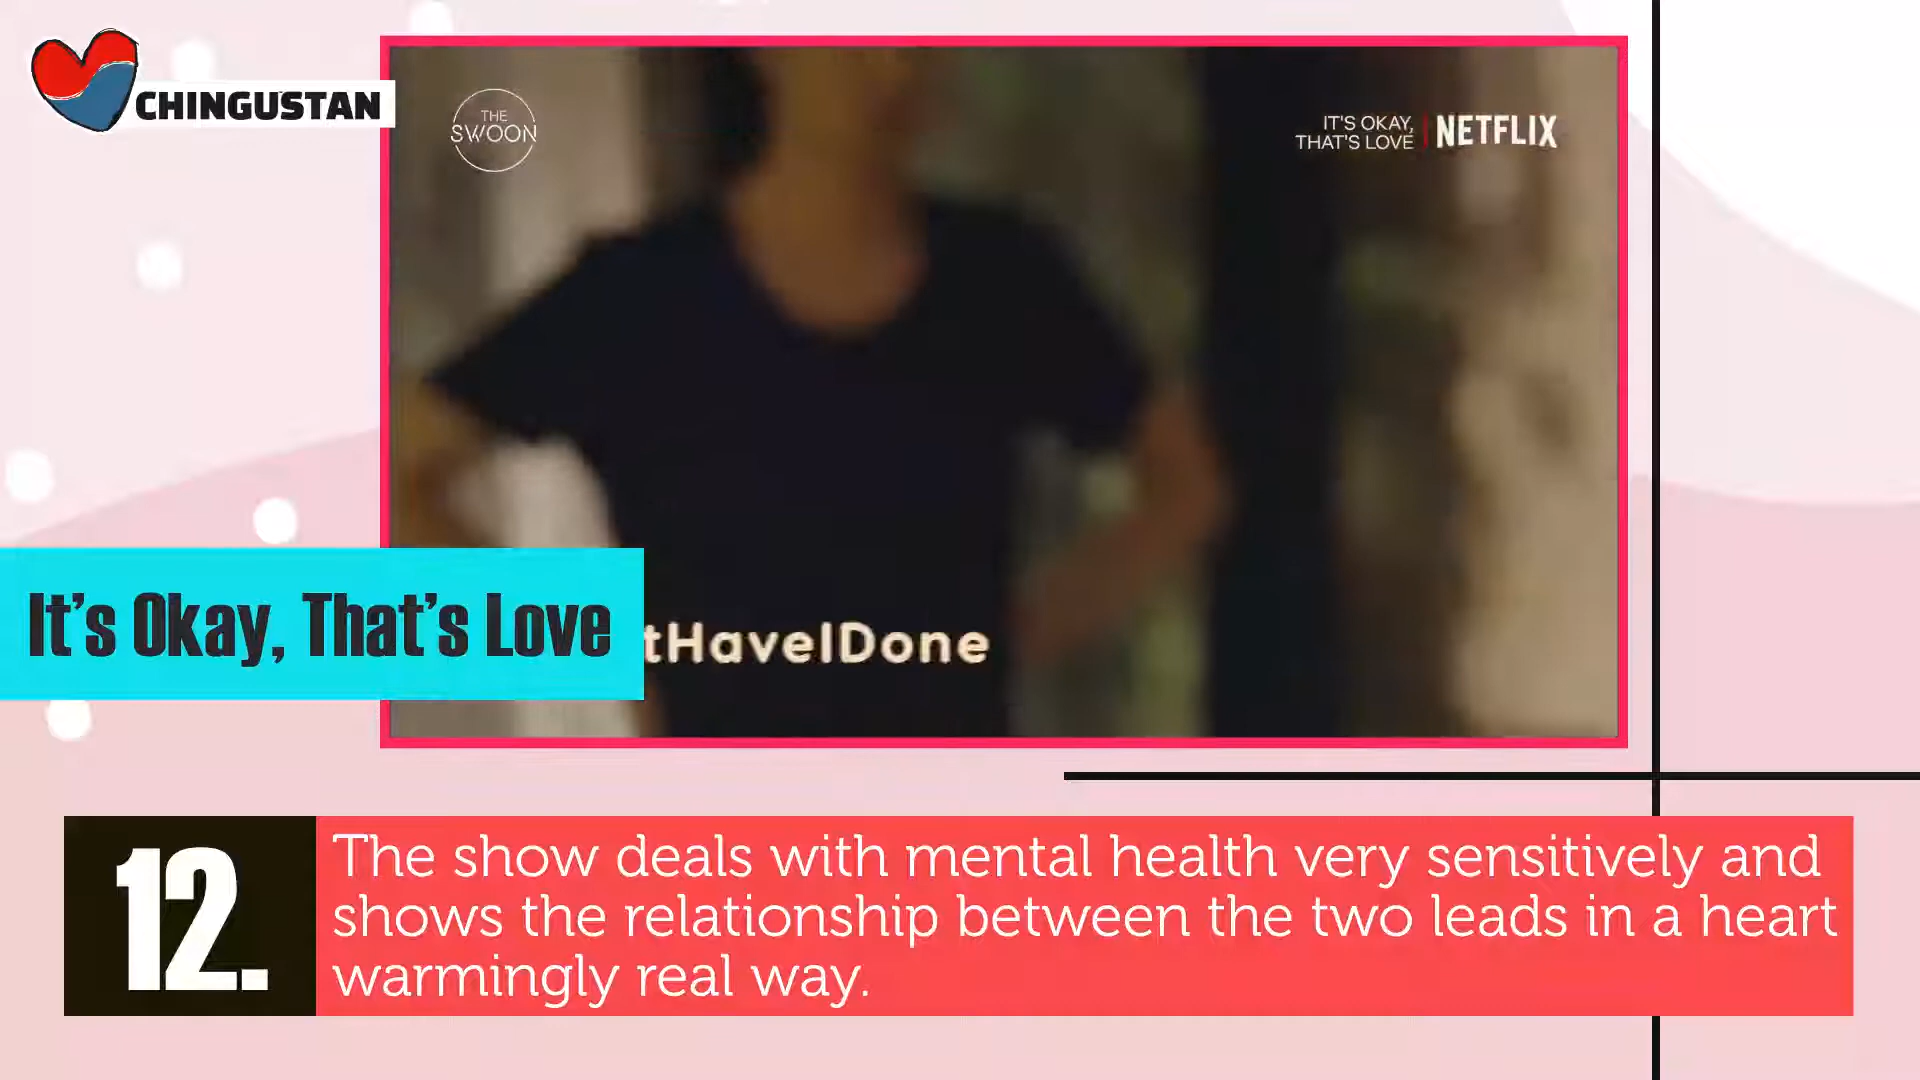 CHINGUSTAN
THE
SWOON
IT'S OKAY,
THAT'S LOVE
NETFLIX
It's Okay, That's Love
tHaveIDone
12.
The show deals with mental health very sensitively and
shows the relationship between the two leads in a heart
warmingly real way.